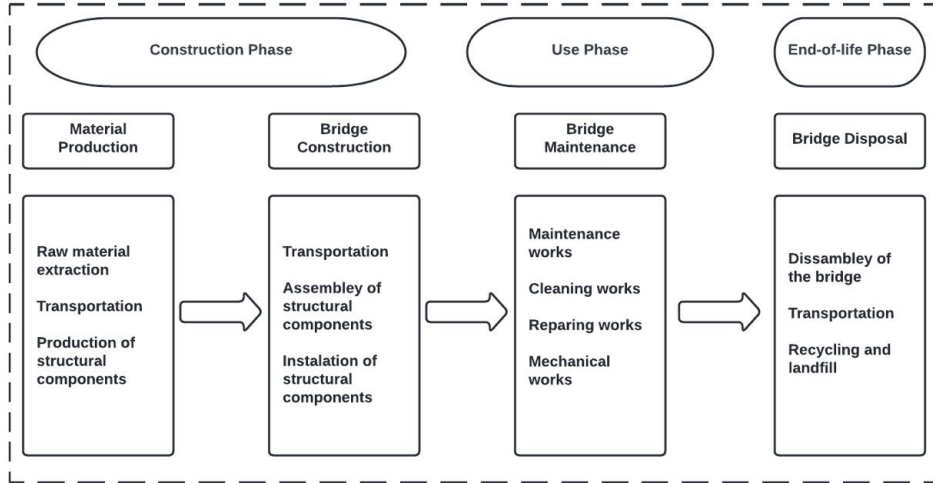 Construction Phase
Use Phase
End-of-life Phase
Material
Production
Bridge
Construction
Bridge
Maintenance
Bridge Disposal
Raw material
extraction
Transportation
Production of
structural
components
Transportation
Assembley of
structural
components
Instalation of
structural
components
Maintenance
works
Cleaning works
Reparing works
Mechanical
works
Dissambley of
the bridge
Transportation
Recycling and
landfill